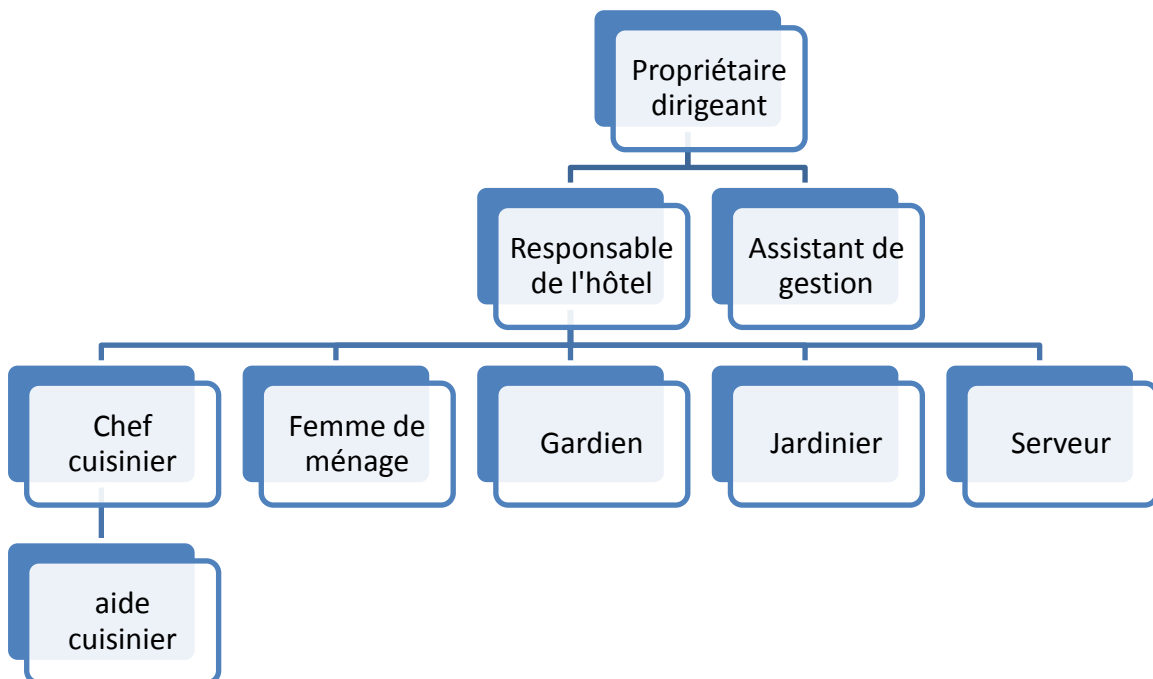 Propriétaire
dirigeant
Responsable
de l'hôtel
Assistant de
gestion
Chef
cuisinier
Femme de
ménage
Gardien
Jardinier
Serveur
aide
cuisinier